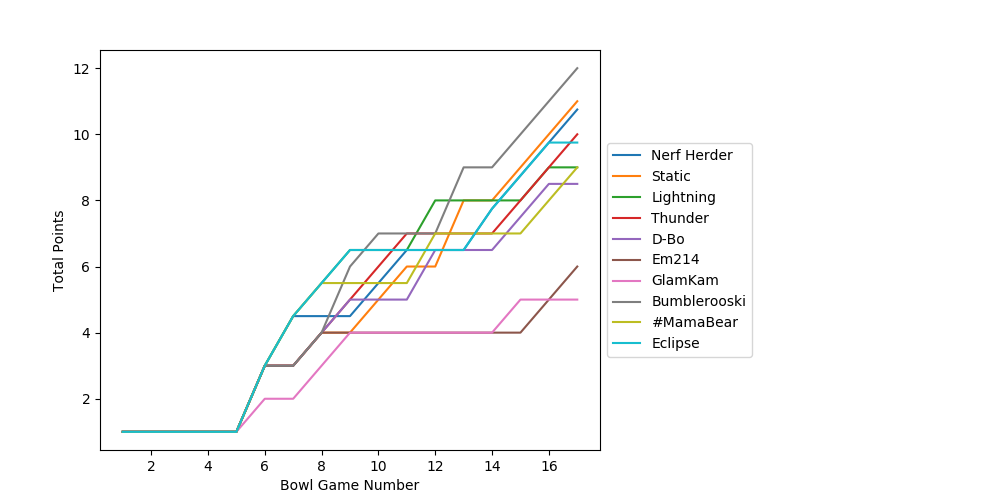 12
10
8
6
4
2
Total Points
2 4 6 8 10 12 14 16
Bowl Game Number
Nerf Herder
Static
Lightning
Thunder
D-Bo
Em214
GlamKam
Bumblerooski
#MamaBear
Eclipse